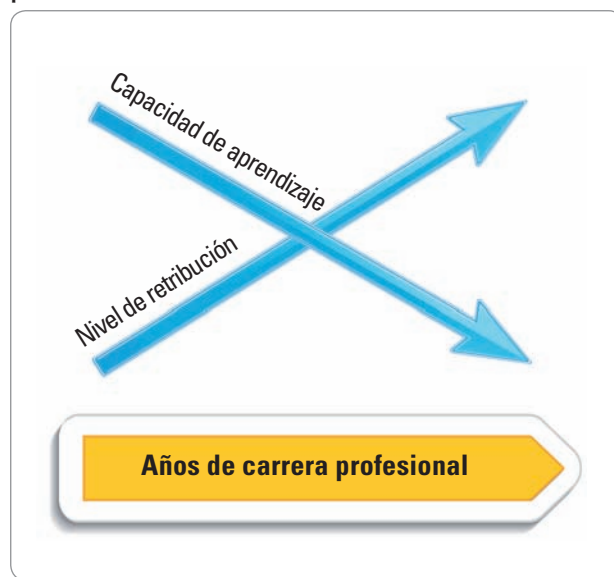 Capacidad de aprendizaje
Nivel de retribución
Años de carrera profesional